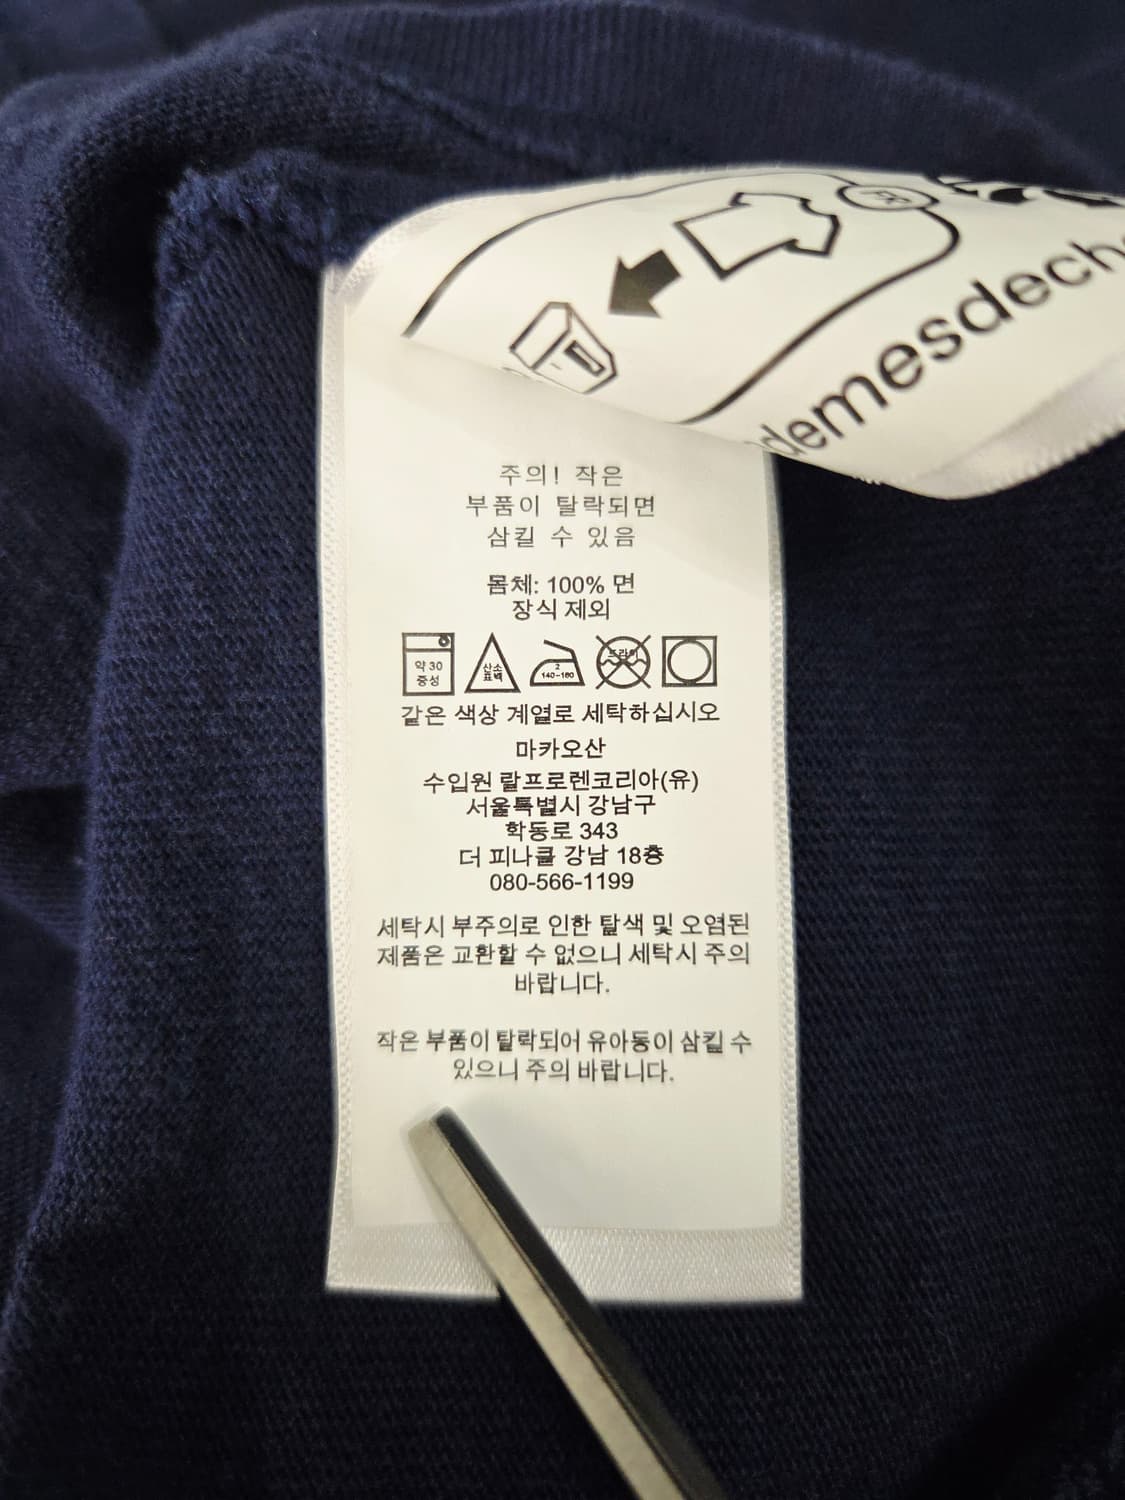 demesdech
주의! 작은
부품이 탈락되면
삼킬 수 있음
몸체: 100% 면
장식 제외
약 30
중성
산소
표백
2
140~160
드라이
같은 색상 계열로 세탁하십시오
마카오산
수입원 랄프로렌코리아(유)
서울특별시 강남구
학동로 343
더 피나클 강남 18층
080-566-1199
세탁시 부주의로 인한 탈색 및 오염된
제품은 교환할 수 없으니 세탁시 주의
바랍니다.
작은 부품이 탈락되어 유아동이 삼킬 수
있으니 주의 바랍니다.